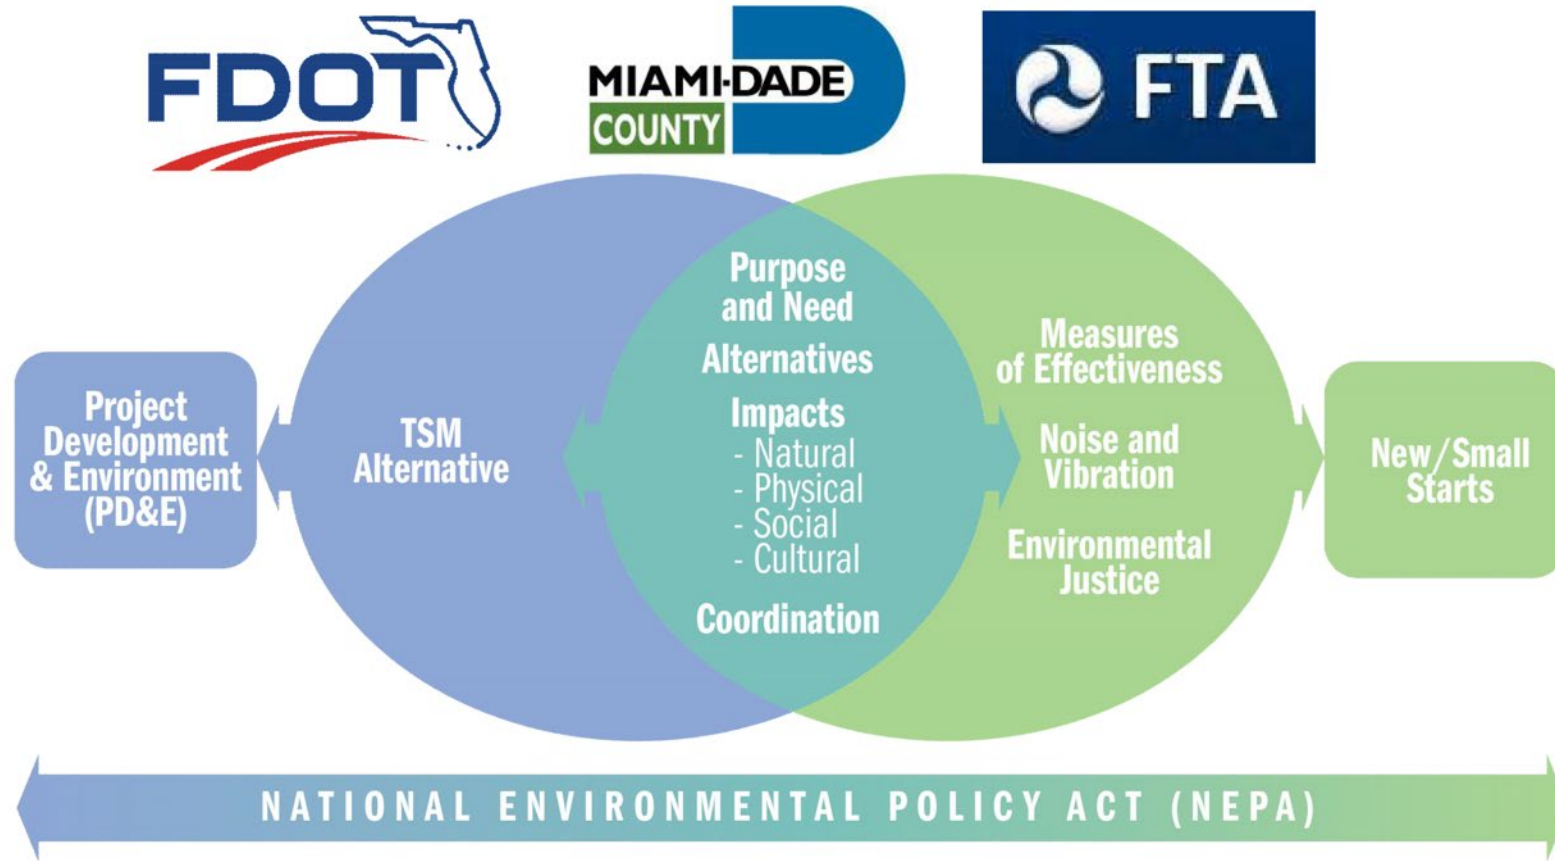 FDOT
MIAMI-DADE
COUNTY
FTA
Project
Development
& Environment
(PD&E)
TSM
Alternative
Purpose
and Need
Alternatives
Impacts
- Natural
- Physical
- Social
- Cultural
Coordination
Measures
of Effectiveness
Noise and
Vibration
Environmental
Justice
New/Small
Starts
NATIONAL ENVIRONMENTAL POLICY ACT (NEPA)